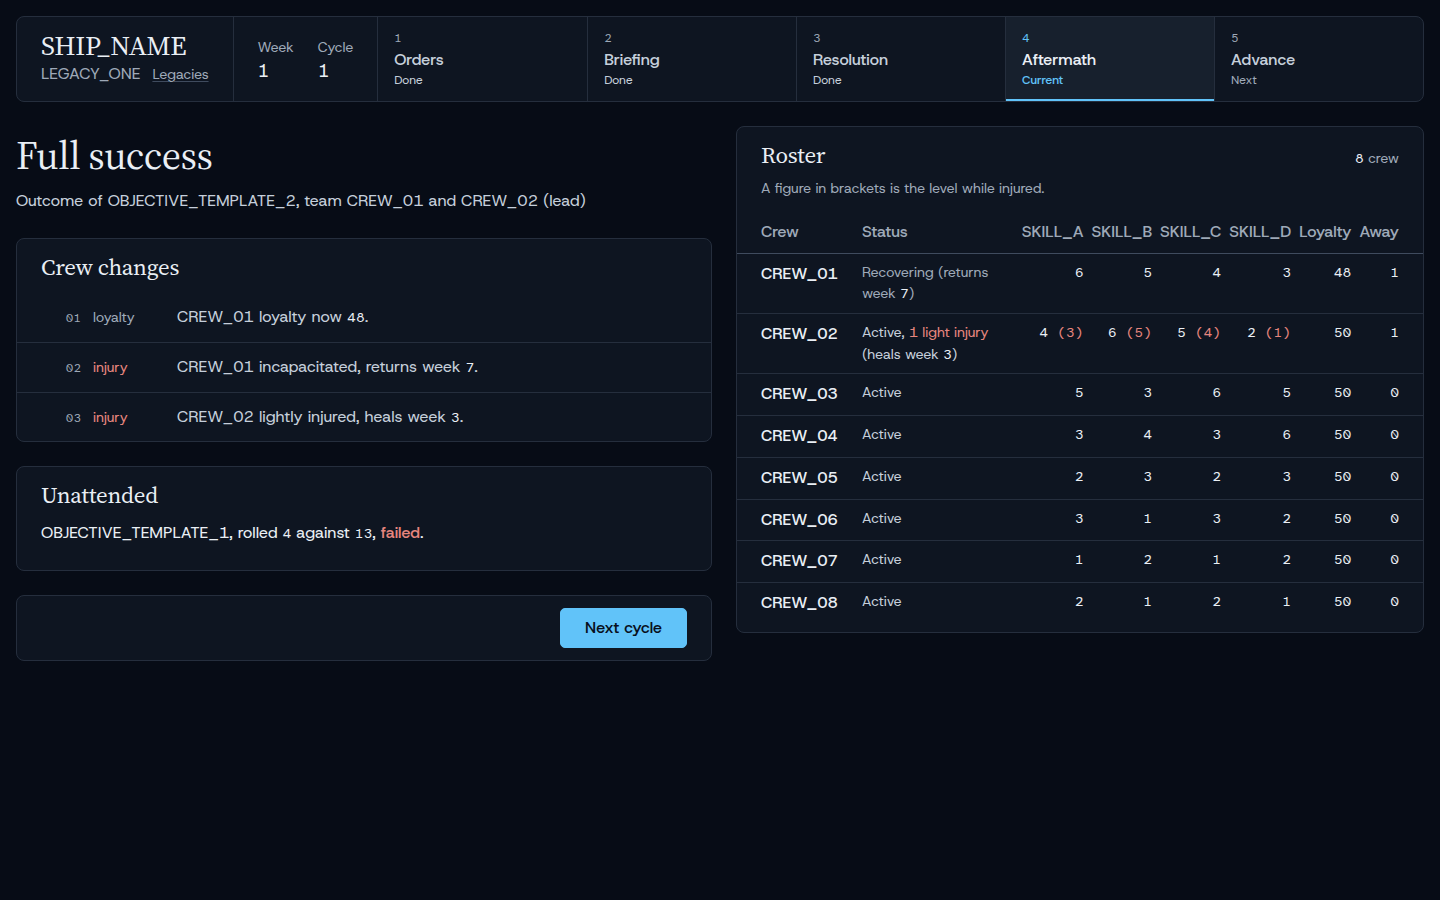 SHIP_NAME
LEGACY_ONE Legacies
Week Cycle
1 1
1
Orders
Done
2
Briefing
Done
3
Resolution
Done
4
Aftermath
Current
5
Advance
Next
Full success
Outcome of OBJECTIVE_TEMPLATE_2, team CREW_01 and CREW_02 (lead)
Crew changes
01 loyalty CREW_01 loyalty now 48.
02 injury CREW_01 incapacitated, returns week 7.
03 injury CREW_02 lightly injured, heals week 3.
Unattended
OBJECTIVE_TEMPLATE_1, rolled 4 against 13, failed.
Next cycle
Roster 8 crew
A figure in brackets is the level while injured.
Crew Status SKILL_A SKILL_B SKILL_C SKILL_D Loyalty Away
CREW_01 Recovering (returns 6 5 4 3 48 1
week 7)
CREW_02 Active, 1 light injury 4 (3) 6 (5) 5 (4) 2 (1) 50 1
(heals week 3)
CREW_03 Active 5 3 6 5 50 0
CREW_04 Active 3 4 3 6 50 0
CREW_05 Active 2 3 2 3 50 0
CREW_06 Active 3 1 3 2 50 0
CREW_07 Active 1 2 1 2 50 0
CREW_08 Active 2 1 2 1 50 0